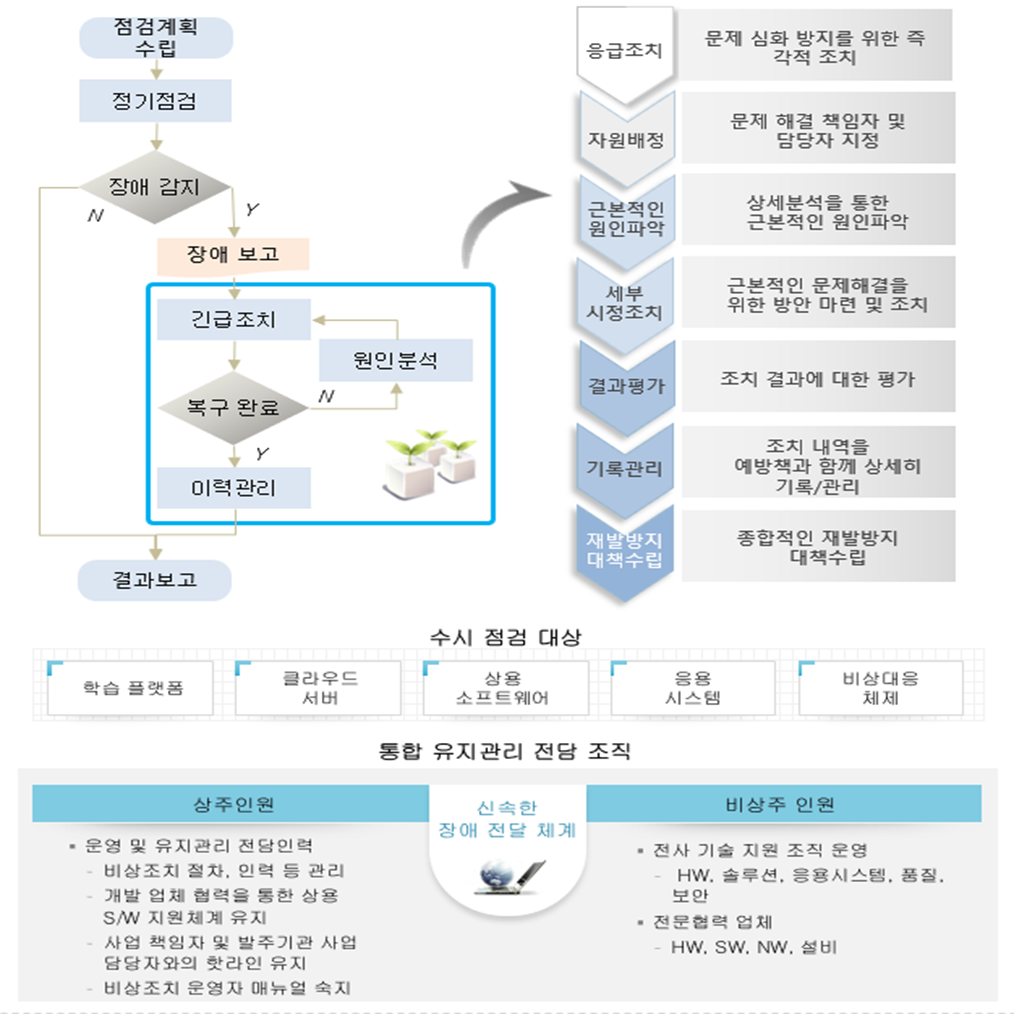 점검계획
수립
정기점검
장애 감지
N
Y
장애 보고
긴급조치
원인분석
복구 완료
N
Y
이력관리
결과보고
응급조치
문제 심화 방지를 위한 즉
각적 조치
자원배정
문제 해결 책임자 및
담당자 지정
근본적인
원인파악
상세분석을 통한
근본적인 원인파악
세부
시정조치
근본적인 문제해결을
위한 방안 마련 및 조치
결과평가
조치 결과에 대한 평가
기록관리
조치 내역을
예방책과 함께 상세히
기록/관리
재발방지
대책수립
종합적인 재발방지
대책수립
수시 점검 대상
학습 플랫폼
클라우드
서버
상용
소프트웨어
응용
시스템
비상대응
체제
통합 유지관리 전담 조직
상주인원
신속한
장애 전달 체계
비상주 인원
▪ 운영 및 유지관리 전담인력
- 비상조치 절차, 인력 등 관리
- 개발 업체 협력을 통한 상용
S/W 지원체계 유지
- 사업 책임자 및 발주기관 사업
담당자와의 핫라인 유지
- 비상조치 운영자 매뉴얼 숙지
▪ 전사 기술 지원 조직 운영
- HW, 솔루션, 응용시스템, 품질,
보안
▪ 전문협력 업체
- HW, SW, NW, 설비